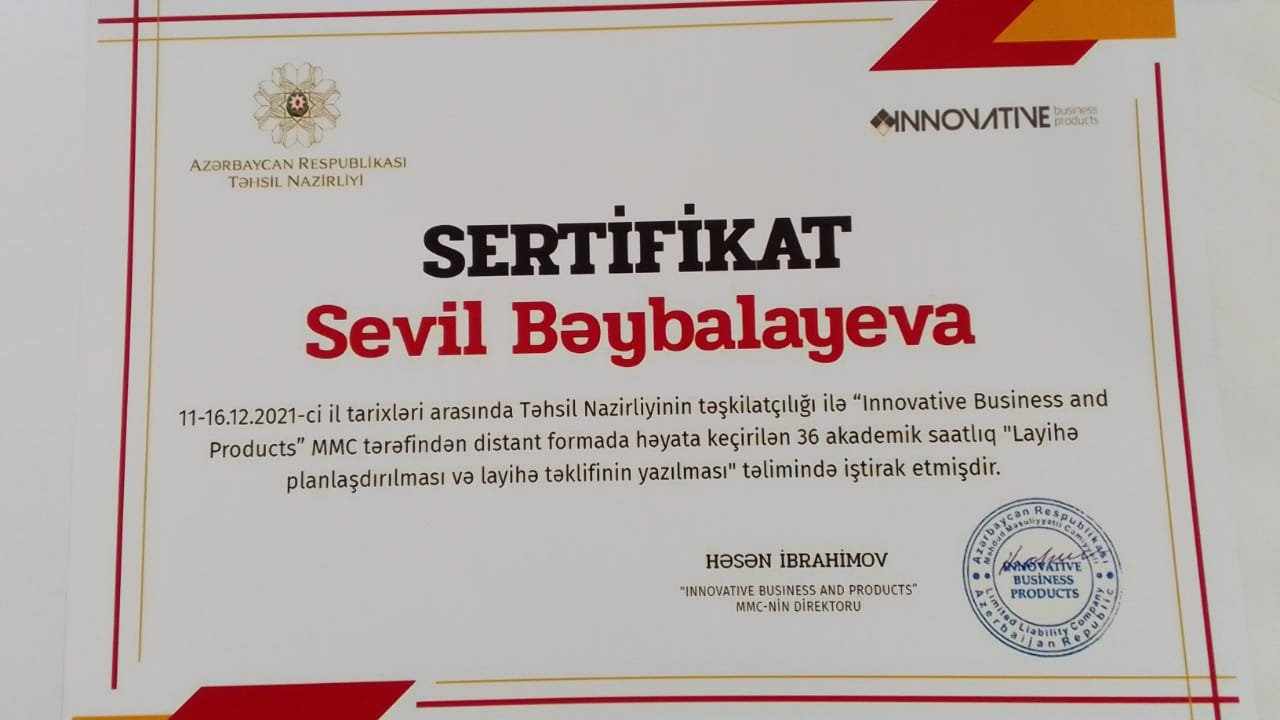 AZƏRBAYCAN RESPUBLİKASI
TƏHSİL NAZİRLİYİ
INNOVATIVE business
products
SERTİFİKAT
Sevil Bəybalayeva
11-16.12.2021-ci il tarixləri arasında Təhsil Nazirliyinin təşkilatçılığı ilə “Innovative Business and
Products” MMC tərəfindən distant formada həyata keçirilən 36 akademik saatlıq "Layihə
planlaşdırılması və layihə təklifinin yazılması" təlimində iştirak etmişdir.
HƏSƏN İBRAHİMOV
"INNOVATIVE BUSINESS AND PRODUCTS”
MMC-NİN DİREKTORU
Azərbaycan Respublikası
Məhdud Məsuliyyətli Cəmiyyəti
INNOVATIVE
BUSINESS
PRODUCTS
Limited Liability Company
Azerbaijan Republic